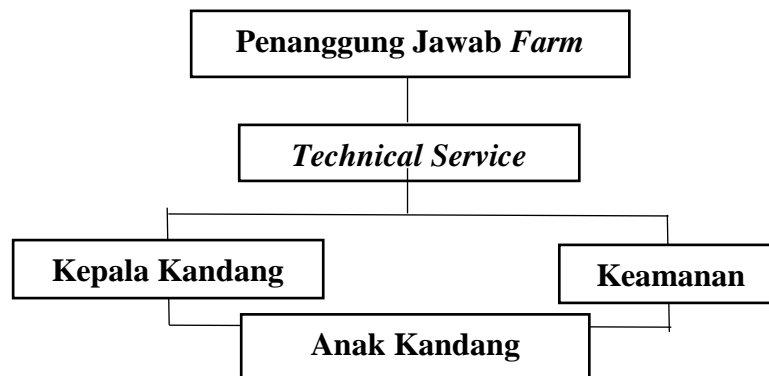 Penanggung Jawab Farm
Technical Service
Kepala Kandang
Keamanan
Anak Kandang